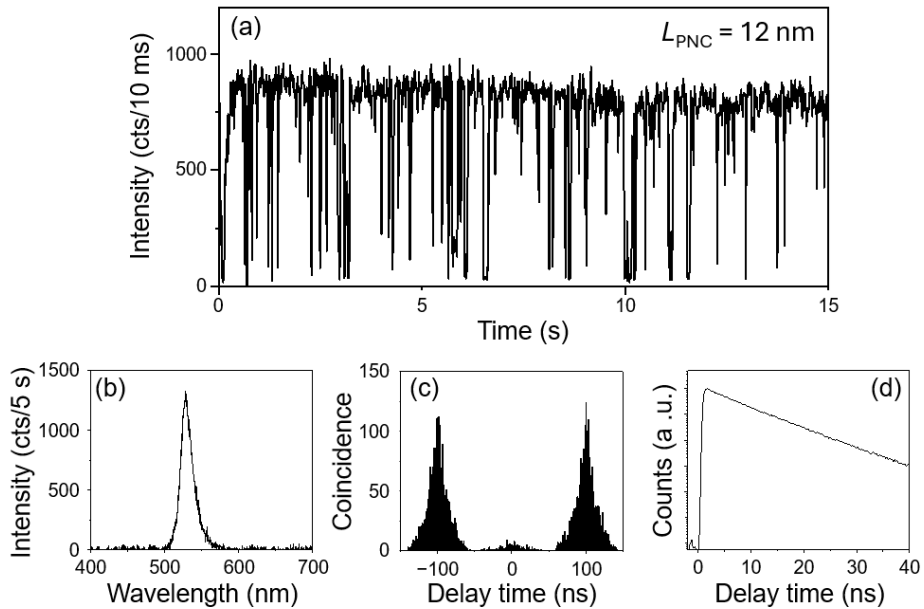 (a)
L_PNC = 12 nm
Intensity (cts/10 ms)
1000
500
0
0 5 10 15
Time (s)
(b)
Intensity (cts/5 s)
1500
1000
500
0
400 500 600 700
Wavelength (nm)
(c)
Coincidence
150
100
50
0
−100 0 100
Delay time (ns)
(d)
Counts (a .u.)
0 10 20 30 40
Delay time (ns)